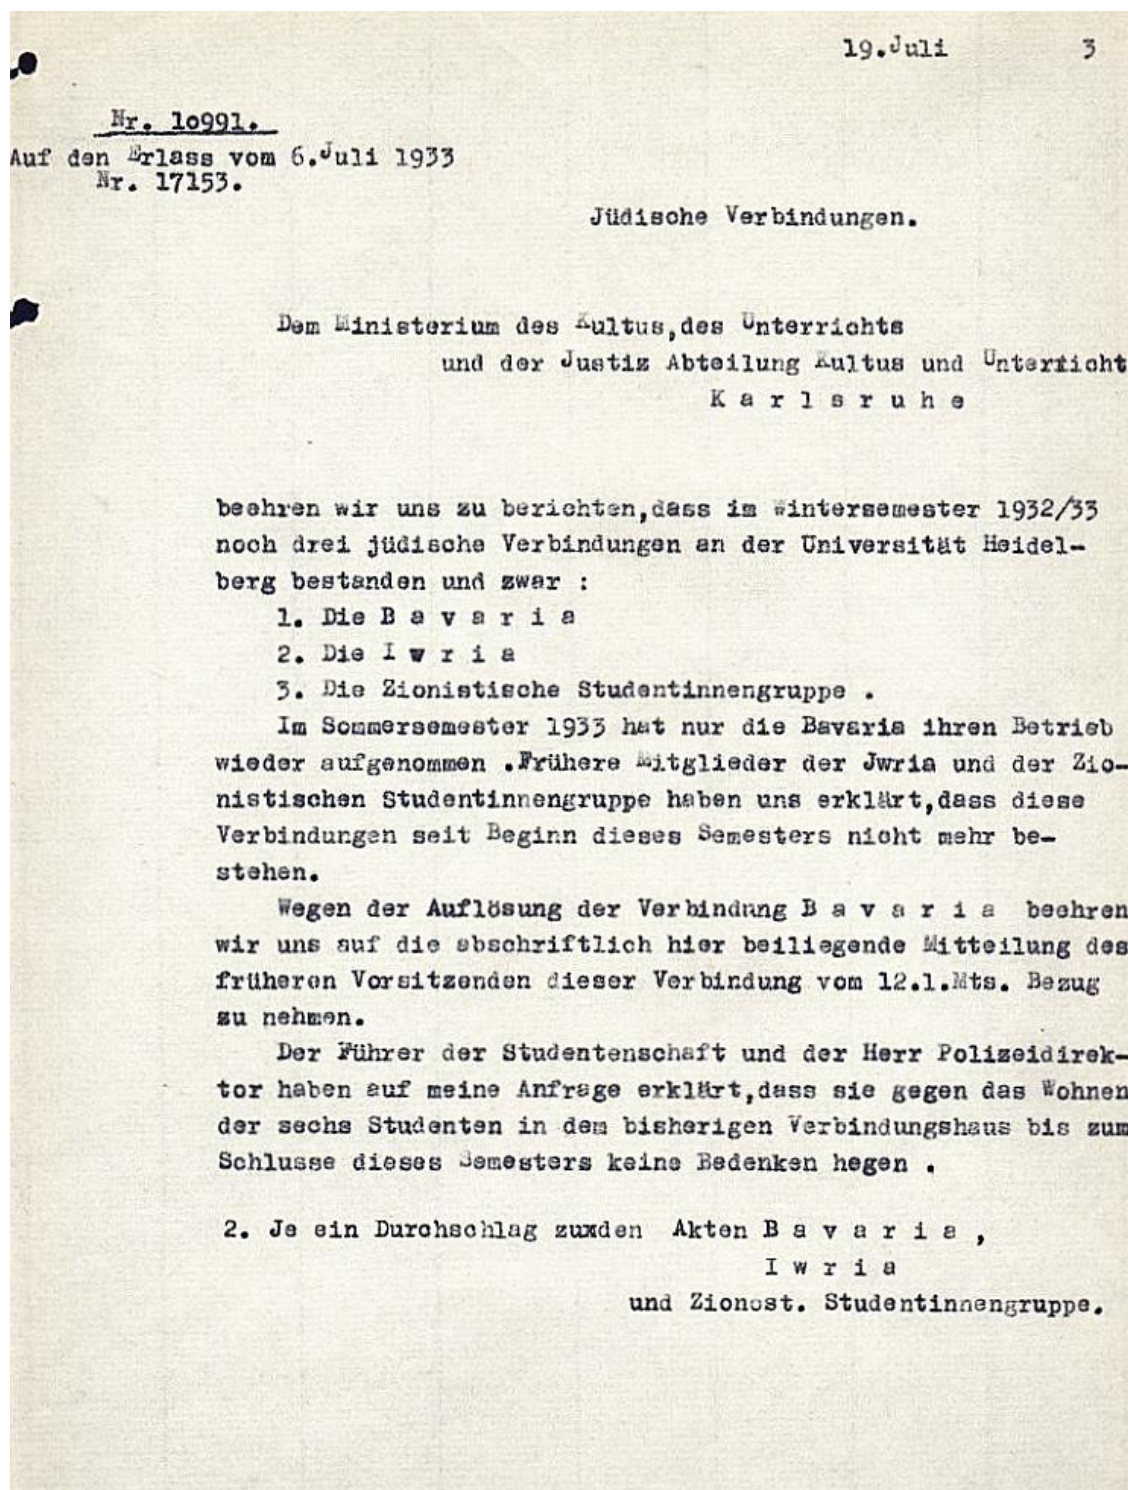 19.Juli 3
Nr. 1o991.
Auf den Erlass vom 6.Juli 1933
Nr. 17153.
Jüdische Verbindungen.
Dem Ministerium des Kultus,des Unterrichts
und der Justiz Abteilung Kultus und Unterricht
K a r l s r u h e
beehren wir uns zu berichten,dass im Wintersemester 1932/33
noch drei jüdische Verbindungen an der Universität Heidel-
berg bestanden und zwar :
1. Die B a v a r i a
2. Die I w r i a
3. Die Zionistische Studentinnengruppe .
Im Sommersemester 1933 hat nur die Bavaria ihren Betrieb
wieder aufgenommen .Frühere Mitglieder der Jwria und der Zio-
nistischen Studentinnengruppe haben uns erklärt,dass diese
Verbindungen seit Beginn dieses Semesters nicht mehr be-
stehen.
Wegen der Auflösung der Verbindung B a v a r i a beehren
wir uns auf die abschriftlich hier beiliegende Mitteilung des
früheren Vorsitzenden dieser Verbindung vom 12.l.Mts. Bezug
zu nehmen.
Der Führer der Studentenschaft und der Herr Polizeidirek-
tor haben auf meine Anfrage erklärt,dass sie gegen das Wohnen
der sechs Studenten in dem bisherigen Verbindungshaus bis zum
Schlusse dieses Semesters keine Bedenken hegen .
2. Je ein Durchschlag zuxden Akten B a v a r i a ,
I w r i a
und Zionost. Studentinnengruppe.